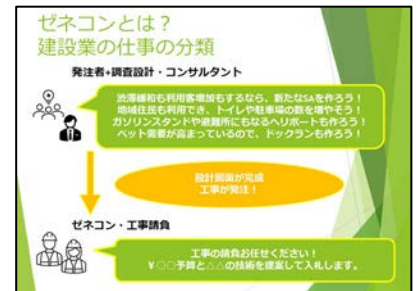 ゼネコンとは?
建設業の仕事の分類
発注者+調査設計・コンサルタント
渋滞緩和も利用客増加もするなら、新たなSAを作ろう!
地域住民も利用でき、トイレや駐車場の数を増やそう!
ガソリンスタンドや避難所にもなるヘリポートも作ろう!
ペット需要が高まっているので、ドックランも作ろう!
設計図面が完成
工事が発注!
ゼネコン・工事請負
工事の請負お任せください!
¥○○予算と△△の技術を提案して入札します。